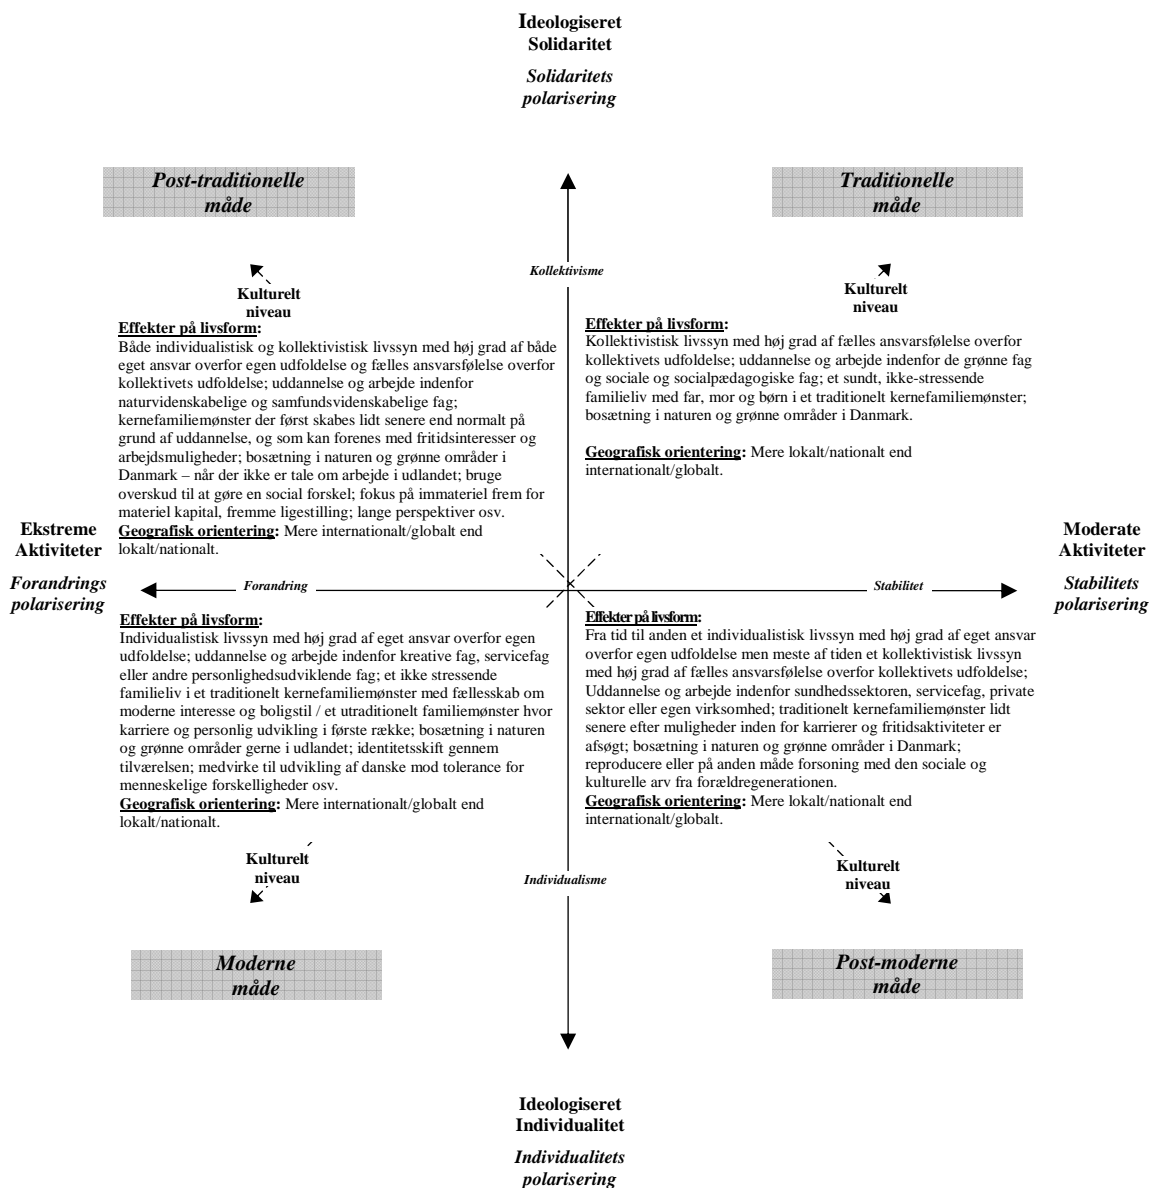 Ideologiseret
Solidaritet
Solidaritets
polarisering
Post-traditionelle
måde
Traditionelle
måde
Kollektivisme
Kulturelt
niveau
Kulturelt
niveau
Effekter på livsform:
Både individualistisk og kollektivistisk livssyn med høj grad af både
eget ansvar overfor egen udfoldelse og fælles ansvarsfølelse overfor
kollektivets udfoldelse; uddannelse og arbejde indenfor
naturvidenskabelige og samfundsvidenskabelige fag;
kernefamiliemønster der først skabes lidt senere end normalt på
grund af uddannelse, og som kan forenes med fritidsinteresser og
arbejdsmuligheder; bosætning i naturen og grønne områder i
Danmark – når der ikke er tale om arbejde i udlandet; bruge
overskud til at gøre en social forskel; fokus på immateriel frem for
materiel kapital, fremme ligestilling; lange perspektiver osv.
Geografisk orientering: Mere internationalt/globalt end
lokalt/nationalt.
Effekter på livsform:
Kollektivistisk livssyn med høj grad af fælles ansvarsfølelse overfor
kollektivets udfoldelse; uddannelse og arbejde indenfor de grønne fag
og sociale og socialpædagogiske fag; et sundt, ikke-stressende
familieliv med far, mor og børn i et traditionelt kernefamiliemønster;
bosætning i naturen og grønne områder i Danmark.
Geografisk orientering: Mere lokalt/nationalt end
internationalt/globalt.
Ekstreme
Aktiviteter
Forandrings
polarisering
Forandring
Stabilitet
Moderate
Aktiviteter
Stabilitets
polarisering
Effekter på livsform:
Individualistisk livssyn med høj grad af eget ansvar overfor egen
udfoldelse; uddannelse og arbejde indenfor kreative fag, servicefag
eller andre personlighedsudviklende fag; et ikke stressende
familieliv i et traditionelt kernefamiliemønster med fællesskab om
moderne interesse og boligstil / et utraditionelt familiemønster hvor
karriere og personlig udvikling i første række; bosætning i naturen
og grønne områder gerne i udlandet; identitetsskift gennem
tilværelsen; medvirke til udvikling af danske mod tolerance for
menneskelige forskelligheder osv.
Geografisk orientering: Mere internationalt/globalt end
lokalt/nationalt.
Effekter på livsform:
Fra tid til anden et individualistisk livssyn med høj grad af eget ansvar
overfor egen udfoldelse men meste af tiden et kollektivistisk livssyn
med høj grad af fælles ansvarsfølelse overfor kollektivets udfoldelse;
Uddannelse og arbejde indenfor sundhedssektoren, servicefag, private
sektor eller egen virksomhed; traditionelt kernefamiliemønster lidt
senere efter muligheder inden for karrierer og fritidsaktiviteter er
afsøgt; bosætning i naturen og grønne områder i Danmark;
reproducere eller på anden måde forsoning med den sociale og
kulturelle arv fra forældregenerationen.
Geografisk orientering: Mere lokalt/nationalt end
internationalt/globalt.
Kulturelt
niveau
Individualisme
Kulturelt
niveau
Moderne
måde
Post-moderne
måde
Ideologiseret
Individualitet
Individualitets
polarisering